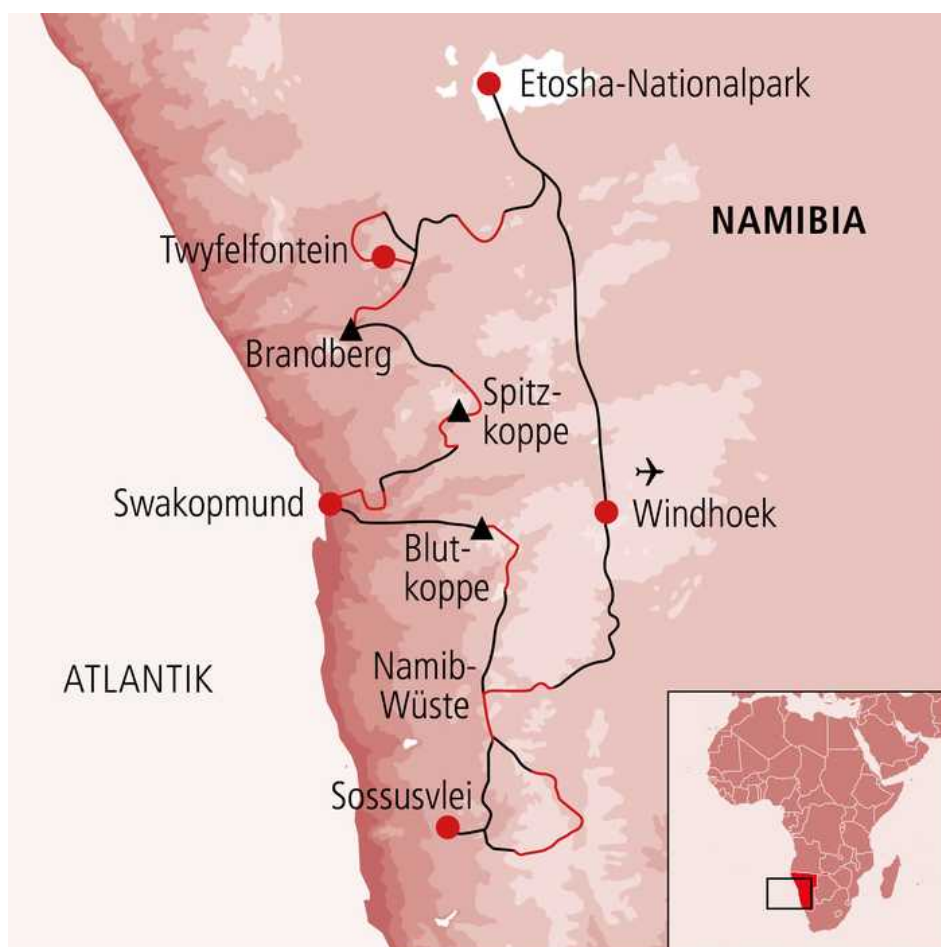 Etosha-Nationalpark
NAMIBIA
Twyfelfontein
Brandberg
Spitz-
koppe
Swakopmund
Windhoek
Blut-
koppe
Namib-
Wüste
ATLANTIK
Sossusvlei